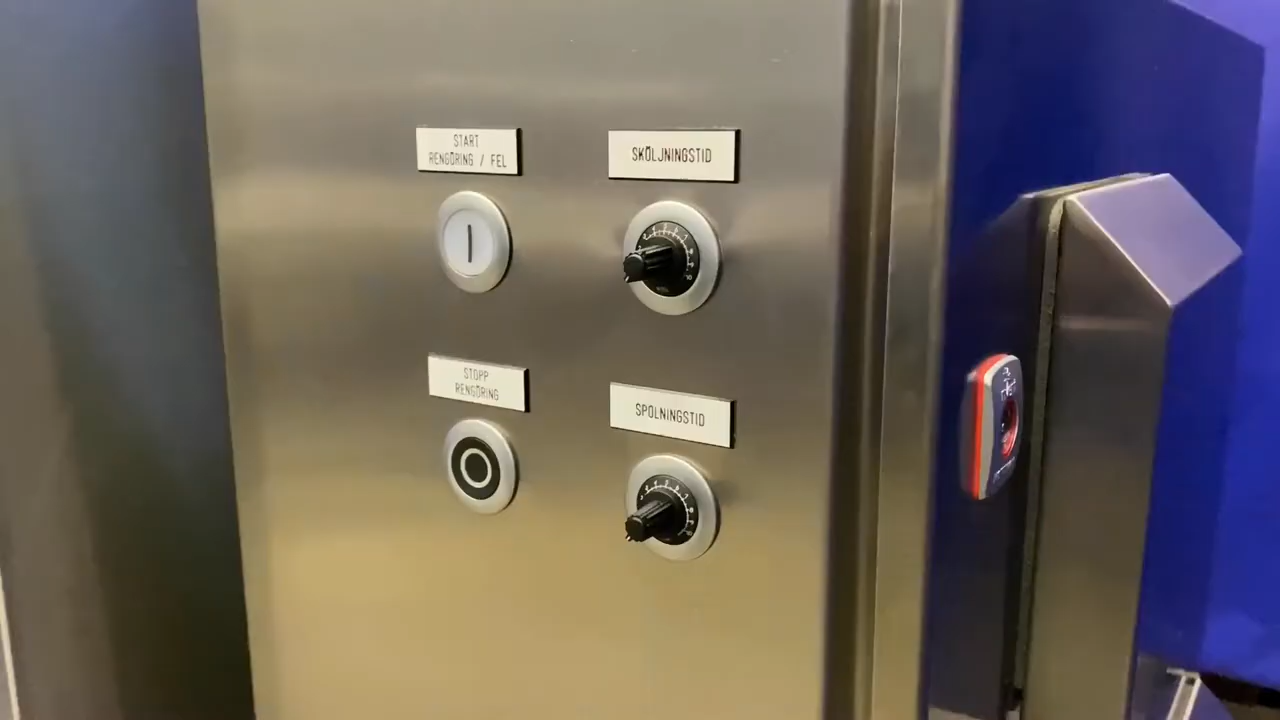 START
RENGÖRING / FEL
SKÖLJNINGSTID
STOPP
RENGÖRING
SPOLNINGSTID